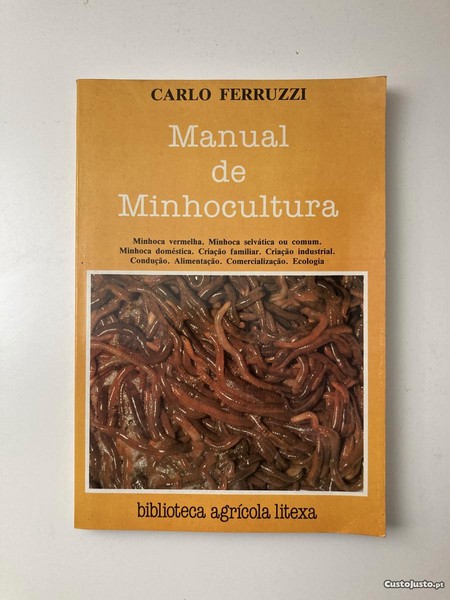 CARLO FERRUZZI
Manual
de
Minhocultura
Minhoca vermelha. Minhoca selvática ou comum.
Minhoca doméstica. Criação familiar. Criação industrial.
Condução. Alimentação. Comercialização. Ecologia
biblioteca agrícola litexa
Custojusto.pt